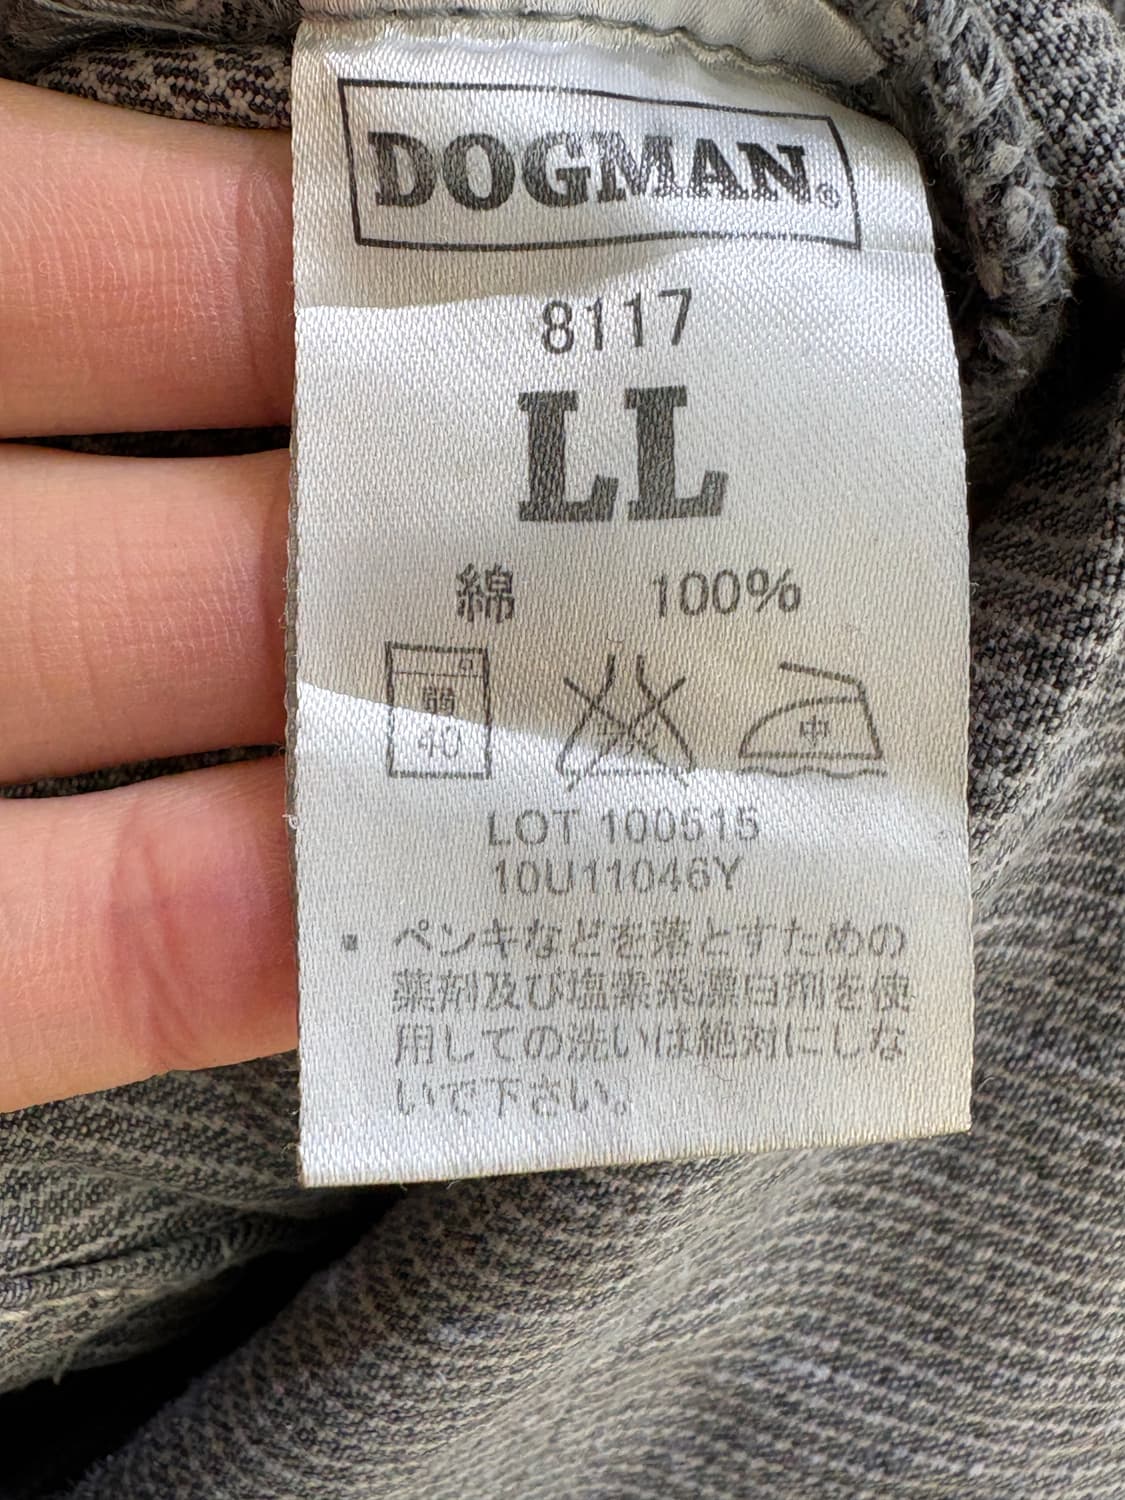 DOGMAN®
8117
LL
綿 100%
弱
40
中
LOT 100515
10U11046Y
▪ ペンキなどを落とすための
薬剤及び塩素系漂白剤を使
用しての洗いは絶対にしな
いで下さい。